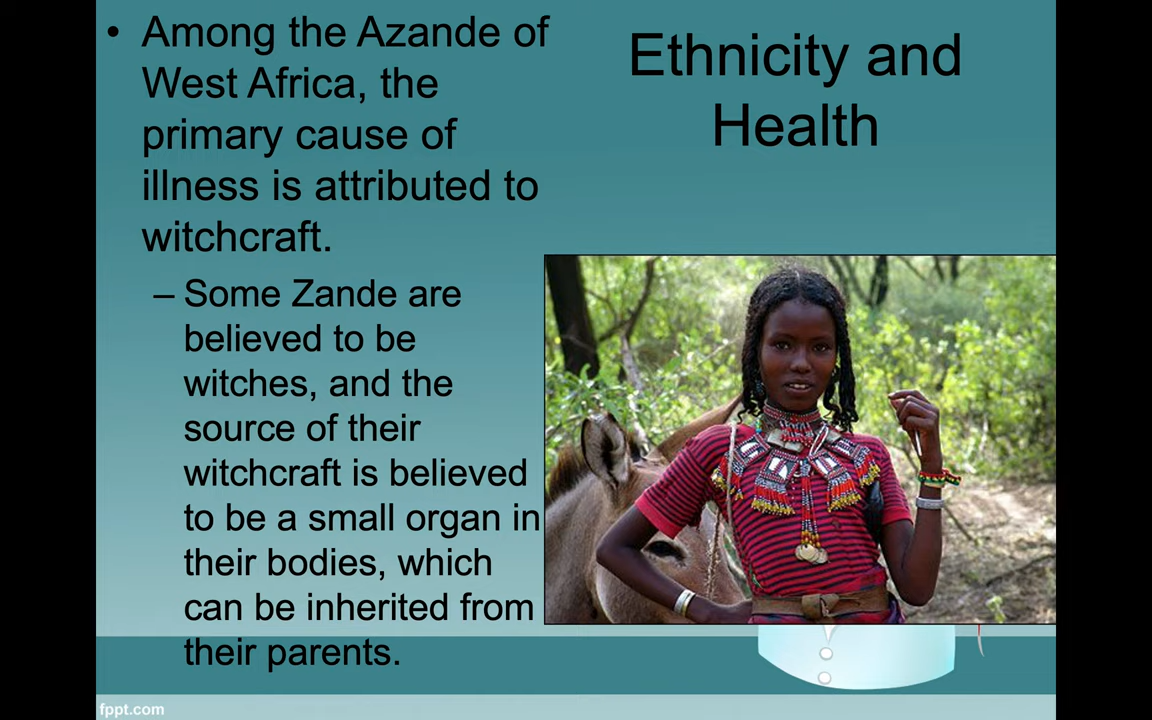 • Among the Azande of
West Africa, the
primary cause of
illness is attributed to
witchcraft.
– Some Zande are
believed to be
witches, and the
source of their
witchcraft is believed
to be a small organ in
their bodies, which
can be inherited from
their parents.
Ethnicity and
Health
fppt.com